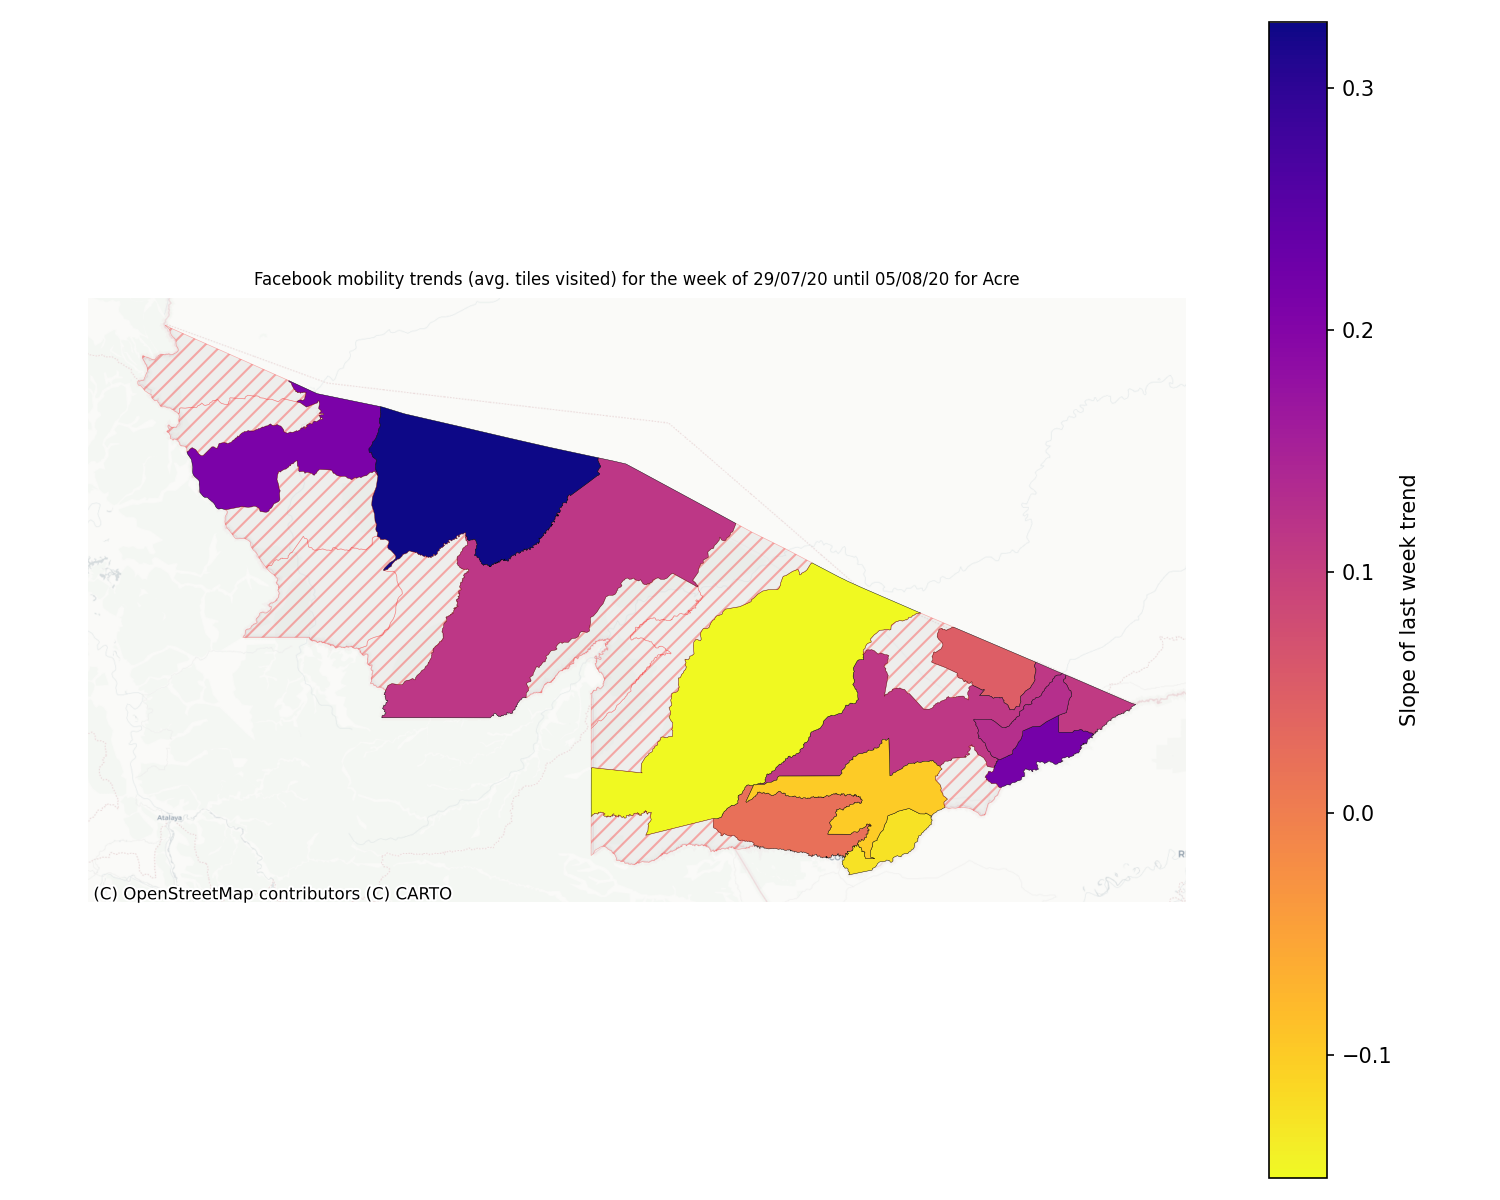 Facebook mobility trends (avg. tiles visited) for the week of 29/07/20 until 05/08/20 for Acre
0.3
0.2
0.1
0.0
−0.1
Slope of last week trend
Atalaya
(C) OpenStreetMap contributors (C) CARTO